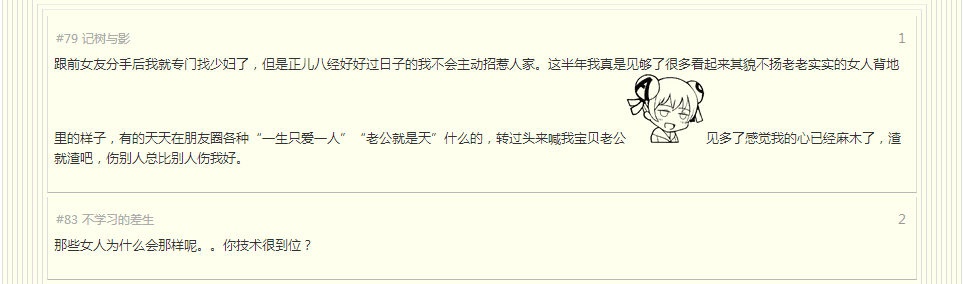 #79 记树与影
1
跟前女友分手后我就专门找少妇了，但是正儿八经好好过日子的我不会主动招惹人家。这半年我真是见够了很多看起来其貌不扬老老实实的女人背地
里的样子，有的天天在朋友圈各种“一生只爱一人”“老公就是天”什么的，转过头来喊我宝贝老公 见多了感觉我的心已经麻木了，渣
就渣吧，伤别人总比别人伤我好。
#83 不学习的差生
2
那些女人为什么会那样呢。。你技术很到位？